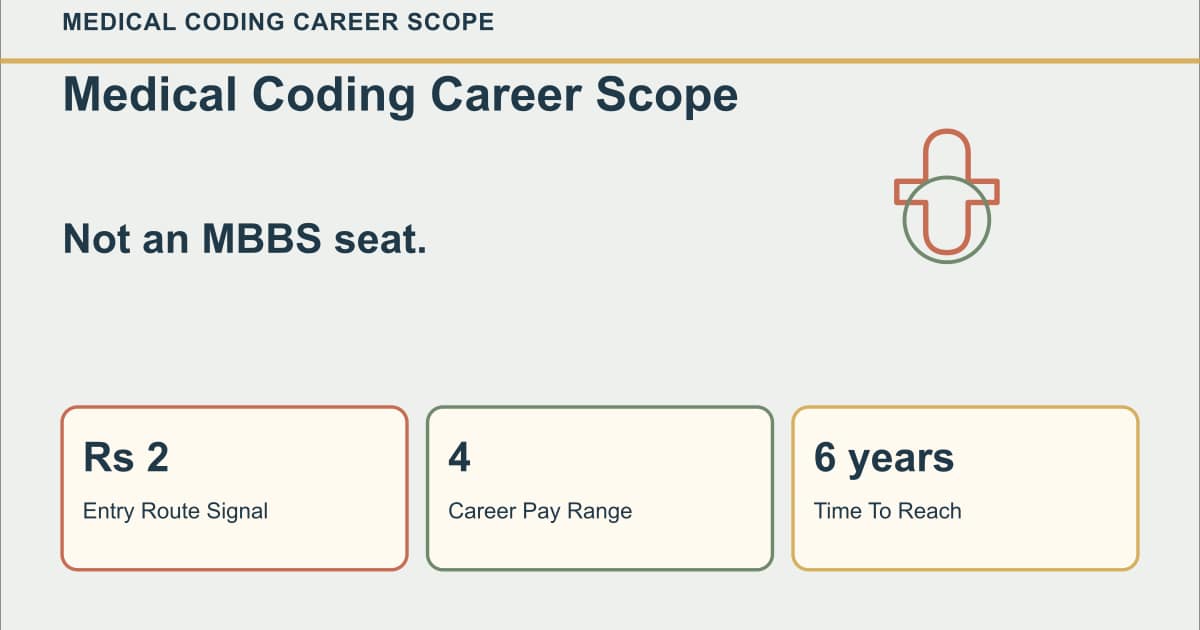 MEDICAL CODING CAREER SCOPE
Medical Coding Career Scope
Not an MBBS seat.
Rs 2
Entry Route Signal
4
Career Pay Range
6 years
Time To Reach